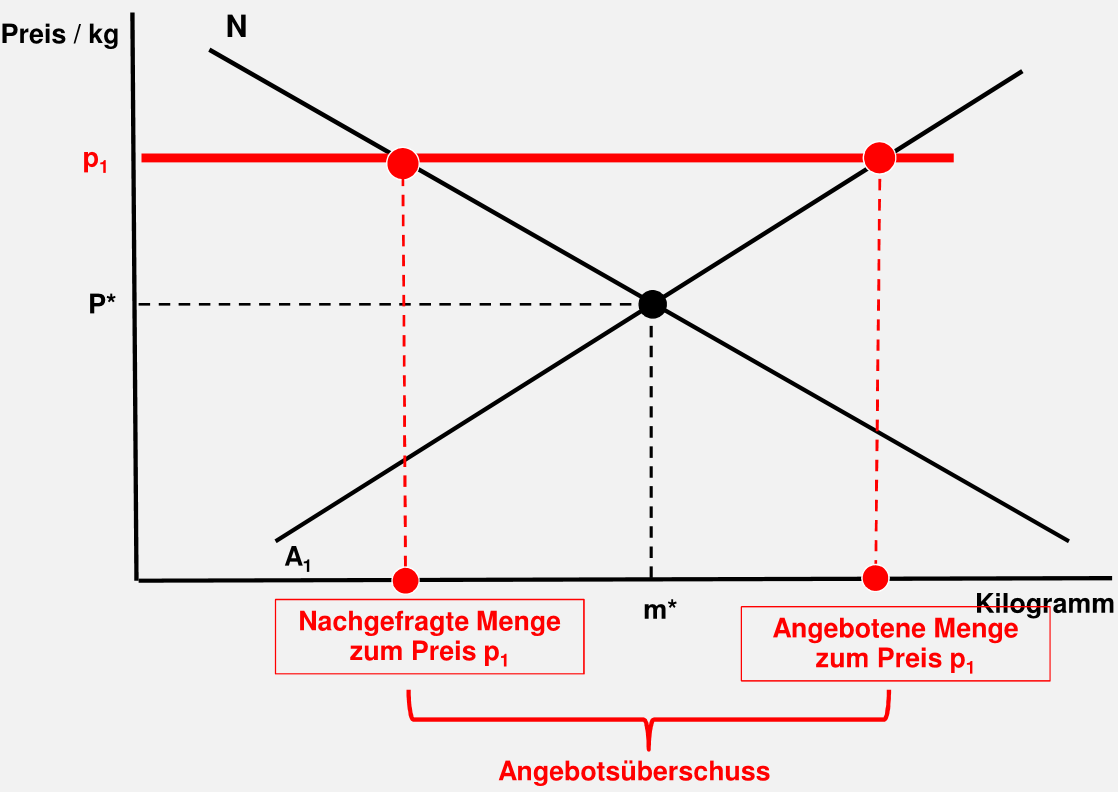 N
Preis / kg
p₁
P*
A₁
m*
Kilogramm
Nachgefragte Menge
zum Preis p₁
Angebotene Menge
zum Preis p₁
Angebotsüberschuss